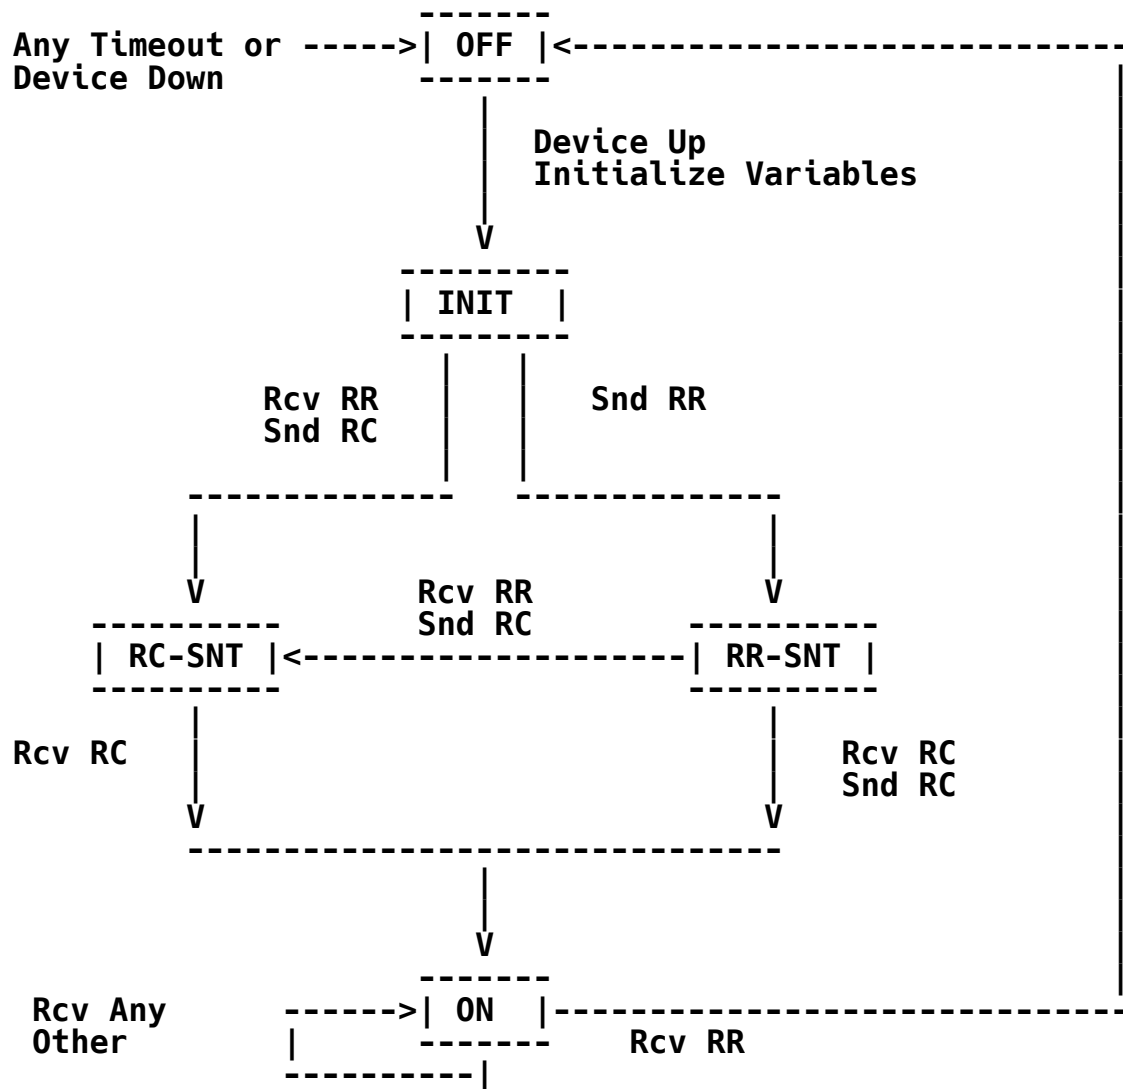 OFF
Any Timeout or
Device Down
Device Up
Initialize Variables
V
INIT
Rcv RR
Snd RC
Snd RR
V
V
Rcv RR
Snd RC
RC-SNT
RR-SNT
Rcv RC
Rcv RC
Snd RC
V
V
V
Rcv Any
Other
ON
Rcv RR